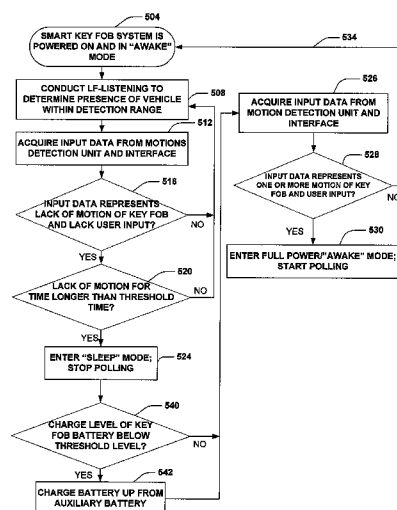 504
SMART KEY FOB SYSTEM IS
POWERED ON AND IN "AWAKE"
MODE
534
CONDUCT LF-LISTENING TO
DETERMINE PRESENCE OF VEHICLE
WITHIN DETECTION RANGE
508
512
ACQUIRE INPUT DATA FROM MOTIONS
DETECTION UNIT AND INTERFACE
516
INPUT DATA REPRESENTS
LACK OF MOTION OF KEY FOB
AND LACK USER INPUT?
NO
YES
520
LACK OF MOTION FOR
TIME LONGER THAN THRESHOLD
TIME?
NO
YES
ENTER "SLEEP" MODE;
STOP POLLING
524
540
CHARGE LEVEL OF KEY
FOB BATTERY BELOW
THRESHOLD LEVEL?
NO
YES
542
CHARGE BATTERY UP FROM
AUXILIARY BATTERY
526
ACQUIRE INPUT DATA FROM
MOTION DETECTION UNIT AND
INTERFACE
528
INPUT DATA REPRESENTS
ONE OR MORE MOTION OF KEY
FOB AND USER INPUT?
NO
YES
530
ENTER FULL POWER/"AWAKE" MODE;
START POLLING